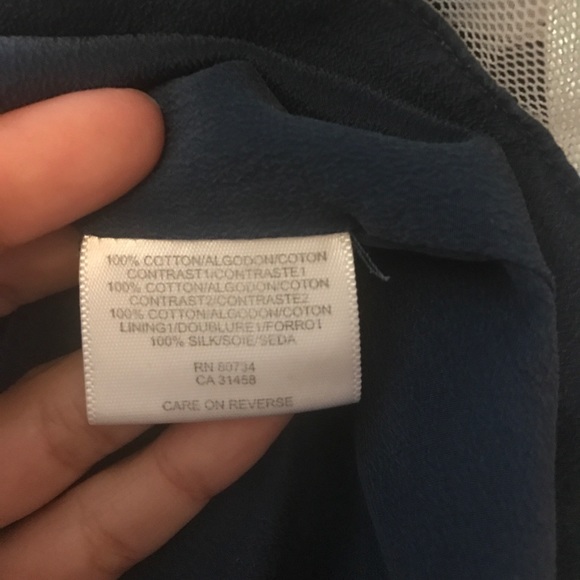 100% COTTON/ALGODON/COTON
CONTRAST1/CONTRASTE1
100% COTTON/ALGODON/COTON
CONTRAST2/CONTRASTE2
100% COTTON/ALGODON/COTON
LINING1/DOUBLURE1/FORRO1
100% SILK/SOIE/SEDA
RN 80734
CA 31458
CARE ON REVERSE